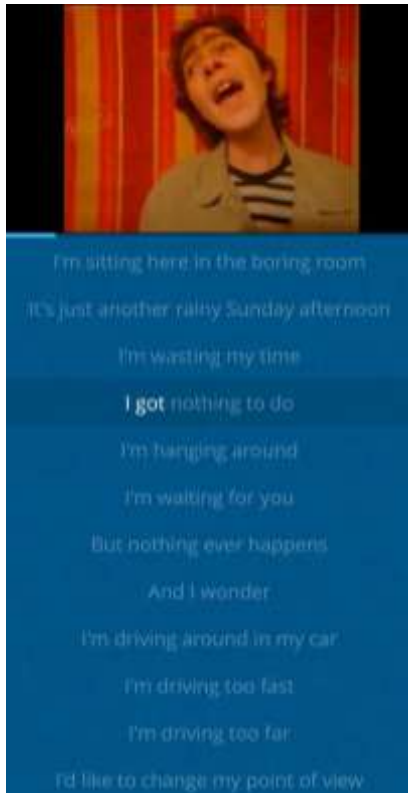 I'm sitting here in the boring room
It's just another rainy Sunday afternoon
I'm wasting my time
I got nothing to do
I'm hanging around
I'm waiting for you
But nothing ever happens
And I wonder
I'm driving around in my car
I'm driving too fast
I'm driving too far
I'd like to change my point of view